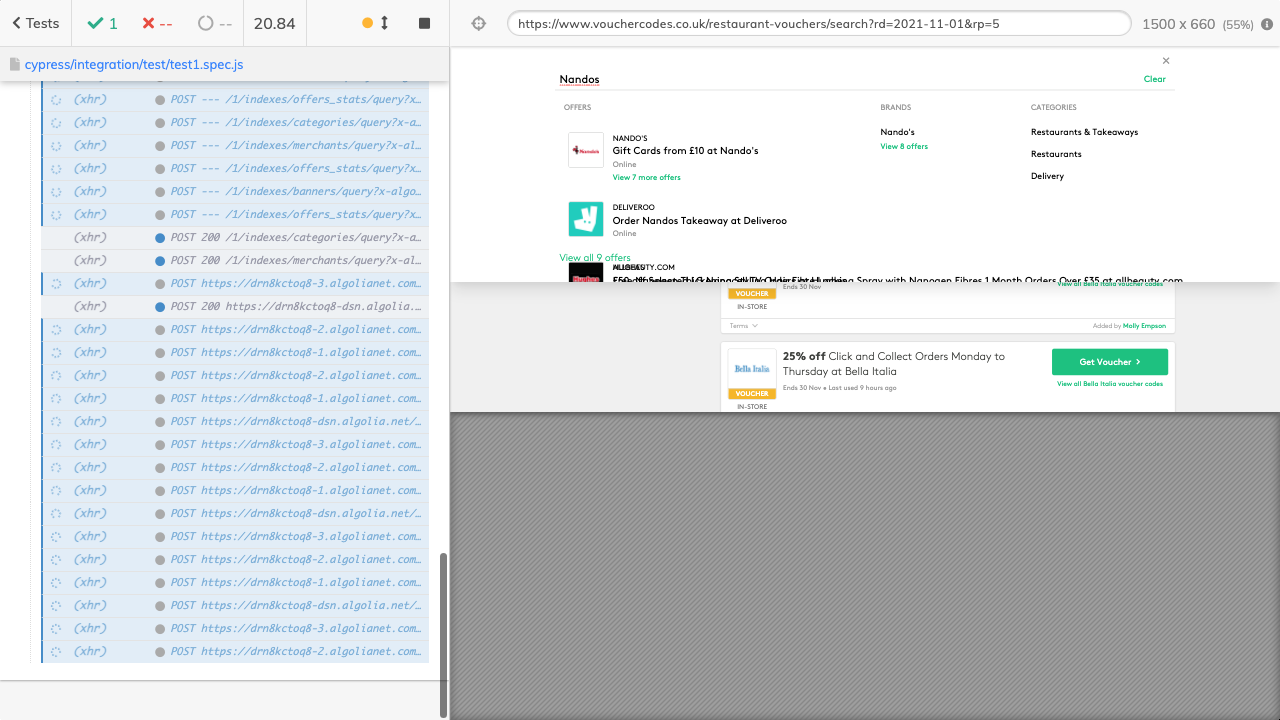 Tests
1
--
--
20.84
https://www.vouchercodes.co.uk/restaurant-vouchers/search?rd=2021-11-01&rp=5
1500 x 660 (55%)
cypress/integration/test/test1.spec.js
(xhr) POST --- /1/indexes/offers_stats/query?x…
(xhr) POST --- /1/indexes/categories/query?x-a…
(xhr) POST --- /1/indexes/merchants/query?x-al…
(xhr) POST --- /1/indexes/offers_stats/query?x…
(xhr) POST --- /1/indexes/banners/query?x-algo…
(xhr) POST --- /1/indexes/offers_stats/query?x…
(xhr) POST 200 /1/indexes/categories/query?x-a…
(xhr) POST 200 /1/indexes/merchants/query?x-al…
(xhr) POST https://drn8kctoq8-3.algolianet.com…
(xhr) POST 200 https://drn8kctoq8-dsn.algolia.…
(xhr) POST https://drn8kctoq8-2.algolianet.com…
(xhr) POST https://drn8kctoq8-1.algolianet.com…
(xhr) POST https://drn8kctoq8-2.algolianet.com…
(xhr) POST https://drn8kctoq8-1.algolianet.com…
(xhr) POST https://drn8kctoq8-dsn.algolia.net/…
(xhr) POST https://drn8kctoq8-3.algolianet.com…
(xhr) POST https://drn8kctoq8-2.algolianet.com…
(xhr) POST https://drn8kctoq8-1.algolianet.com…
(xhr) POST https://drn8kctoq8-dsn.algolia.net/…
(xhr) POST https://drn8kctoq8-3.algolianet.com…
(xhr) POST https://drn8kctoq8-2.algolianet.com…
(xhr) POST https://drn8kctoq8-1.algolianet.com…
(xhr) POST https://drn8kctoq8-dsn.algolia.net/…
(xhr) POST https://drn8kctoq8-3.algolianet.com…
(xhr) POST https://drn8kctoq8-2.algolianet.com…
Nandos
Clear
OFFERS
Nandos
NANDO'S
Gift Cards from £10 at Nando's
Online
View 7 more offers
DELIVEROO
Order Nandos Takeaway at Deliveroo
Online
View all 9 offers
Spray with Nanogen Fibres 1 Month Orders Over £35 at allbeauty.com
BRANDS
Nando's
View 8 offers
CATEGORIES
Restaurants & Takeaways
Restaurants
Delivery
VOUCHER
IN-STORE
Ends 30 Nov
View all Bella Italia voucher codes
Terms
Added by Molly Empson
Bella Italia
VOUCHER
IN-STORE
25% off Click and Collect Orders Monday to
Thursday at Bella Italia
Ends 30 Nov • Last used 9 hours ago
Get Voucher
View all Bella Italia voucher codes